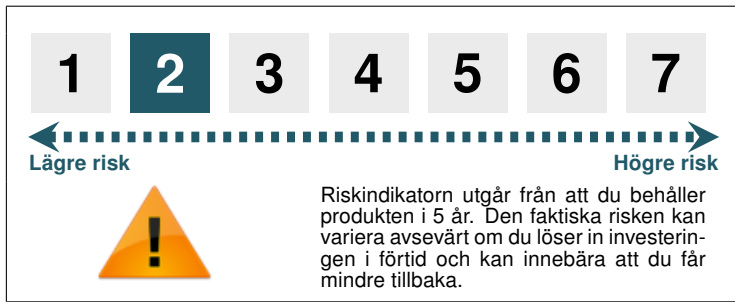 1 2 3 4 5 6 7
Lägre risk Högre risk
!
Riskindikatorn utgår från att du behåller
produkten i 5 år. Den faktiska risken kan
variera avsevärt om du löser in investerin-
gen i förtid och kan innebära att du får
mindre tillbaka.